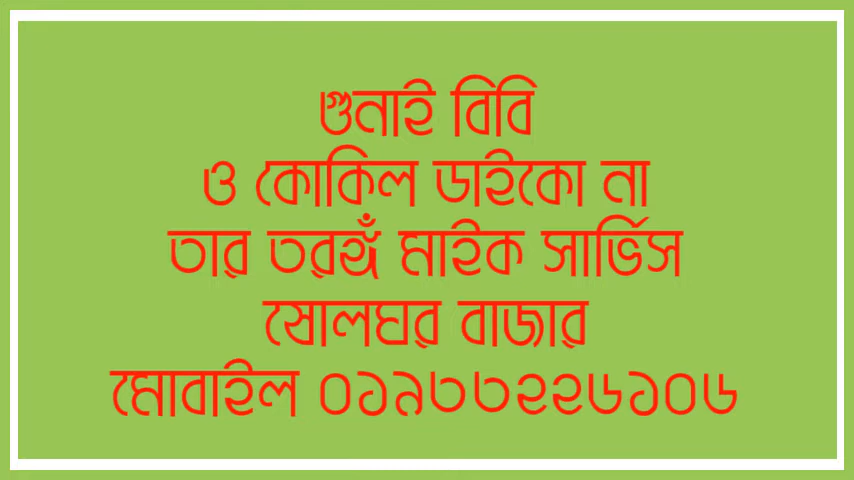 গুনাই বিবি
ও কোকিল ডাইকো না
তার তরঙ্গঁ মাইক সার্ভিস
ষোলঘর বাজার
মোবাইল ০১৯৩৩২২৬১০৬